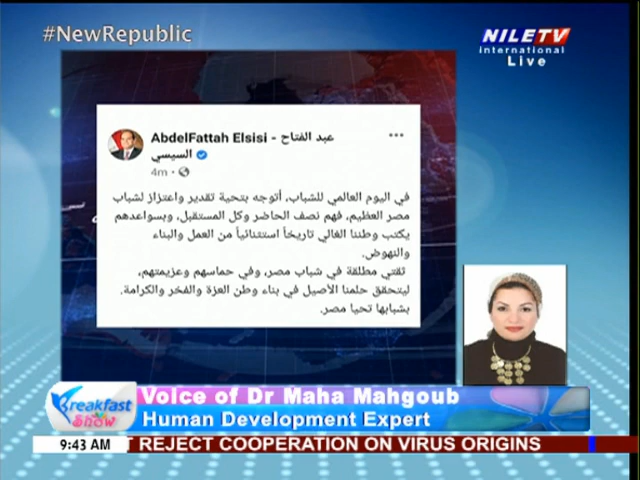 #NewRepublic
NILETV
international
Live
AbdelFattah Elsisi - عبد الفتاح
السيسي
4m
في اليوم العالمي للشباب، أتوجه بتحية تقدير واعتزاز لشباب
مصر العظيم، فهم نصف الحاضر وكل المستقبل، وبسواعدهم
يكتب وطننا الغالي تاريخاً استثنائياً من العمل والبناء
والنهوض.
ثقتي مطلقة في شباب مصر، وفي حماسهم وعزيمتهم،
ليتحقق حلمنا الأصيل في بناء وطن العزة والفخر والكرامة.
بشبابها تحيا مصر.
Voice of Dr Maha Mahgoub
Human Development Expert
Breakfast
Show
9:43 AM
T REJECT COOPERATION ON VIRUS ORIGINS